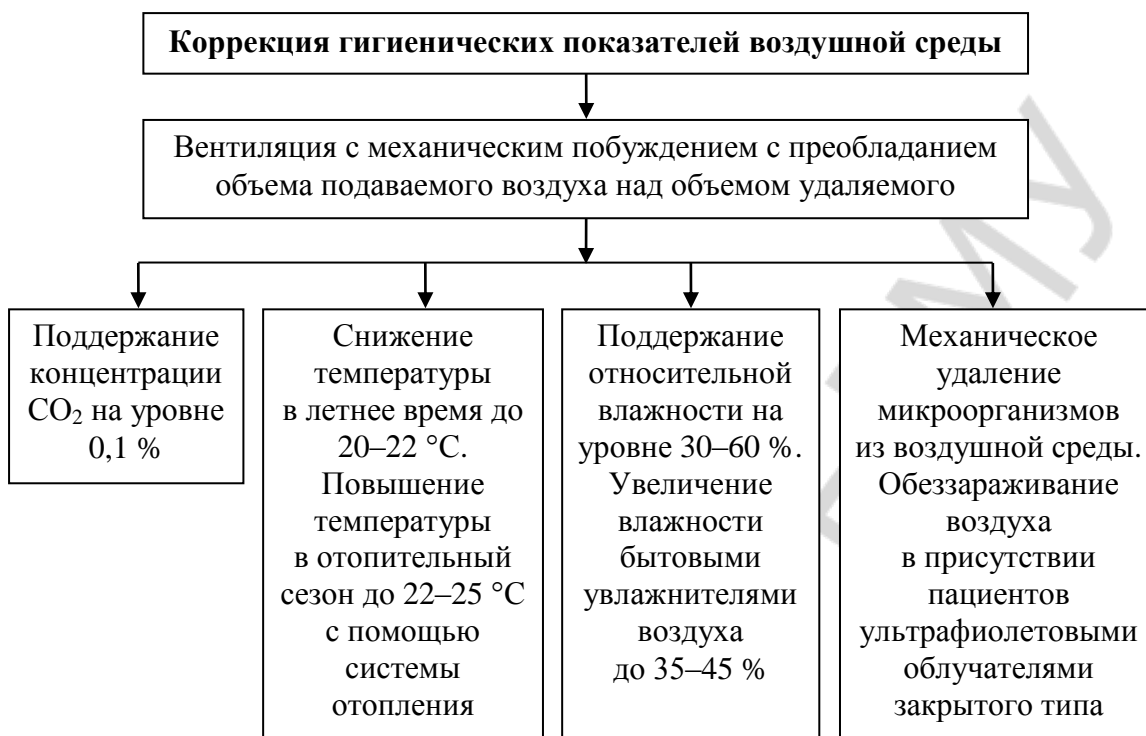 Коррекция гигиенических показателей воздушной среды
Вентиляция с механическим побуждением с преобладанием
объема подаваемого воздуха над объемом удаляемого
Поддержание
концентрации
CO₂ на уровне
0,1 %
Снижение
температуры
в летнее время до
20–22 °C.
Повышение
температуры
в отопительный
сезон до 22–25 °C
с помощью
системы
отопления
Поддержание
относительной
влажности на
уровне 30–60 %.
Увеличение
влажности
бытовыми
увлажнителями
воздуха
до 35–45 %
Механическое
удаление
микроорганизмов
из воздушной среды.
Обеззараживание
воздуха
в присутствии
пациентов
ультрафиолетовыми
облучателями
закрытого типа